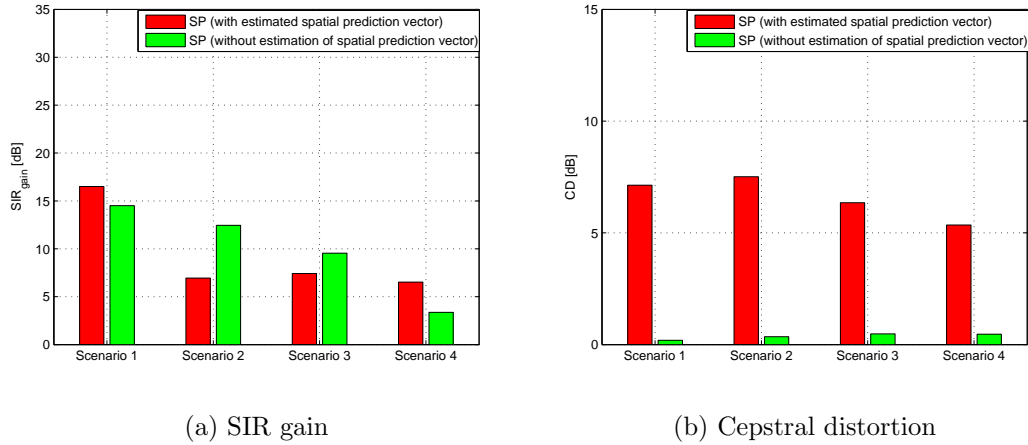 35
30
25
20
15
10
5
0
SIR gain [dB]
SP (with estimated spatial prediction vector)
SP (without estimation of spatial prediction vector)
Scenario 1 Scenario 2 Scenario 3 Scenario 4
(a) SIR gain
15
10
5
0
CD [dB]
SP (with estimated spatial prediction vector)
SP (without estimation of spatial prediction vector)
Scenario 1 Scenario 2 Scenario 3 Scenario 4
(b) Cepstral distortion